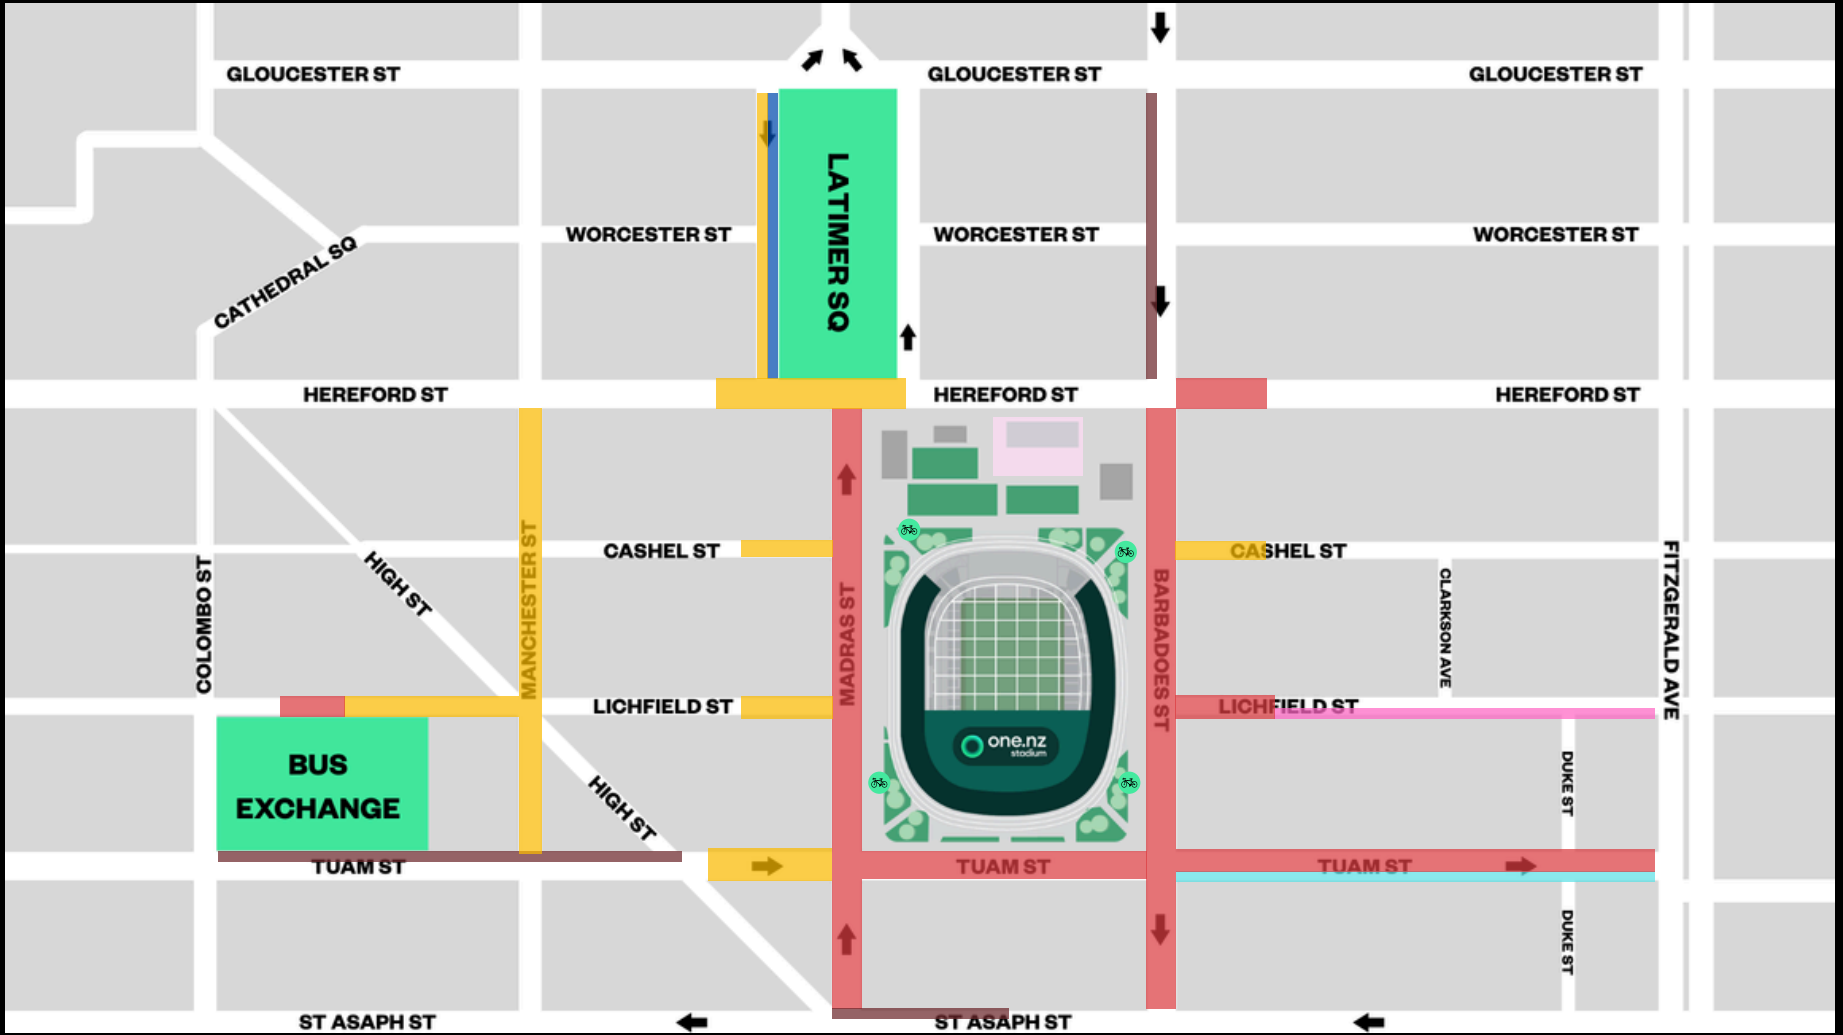 GLOUCESTER ST
GLOUCESTER ST
GLOUCESTER ST
LATIMER SQ
WORCESTER ST
WORCESTER ST
WORCESTER ST
CATHEDRAL SQ
HEREFORD ST
HEREFORD ST
HEREFORD ST
CASHEL ST
CASHEL ST
HIGH ST
COLOMBO ST
MANCHESTER ST
MADRAS ST
BARBADOES ST
CLARKSON AVE
FITZGERALD AVE
LICHFIELD ST
LICHFIELD ST
one.nz
stadium
BUS
EXCHANGE
HIGH ST
DUKE ST
TUAM ST
TUAM ST
TUAM ST
DUKE ST
ST ASAPH ST
ST ASAPH ST